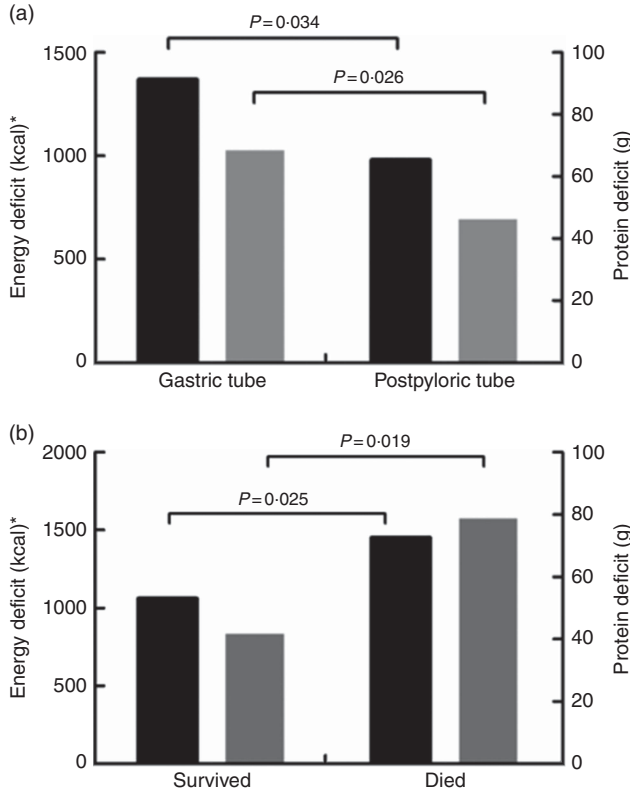 (a)
P=0·034
P=0·026
Energy deficit (kcal)*
1500
1000
500
0
Protein deficit (g)
100
80
60
40
20
0
Gastric tube
Postpyloric tube
(b)
P=0·019
P=0·025
Energy deficit (kcal)*
2000
1500
1000
500
0
Protein deficit (g)
100
80
60
40
20
0
Survived
Died